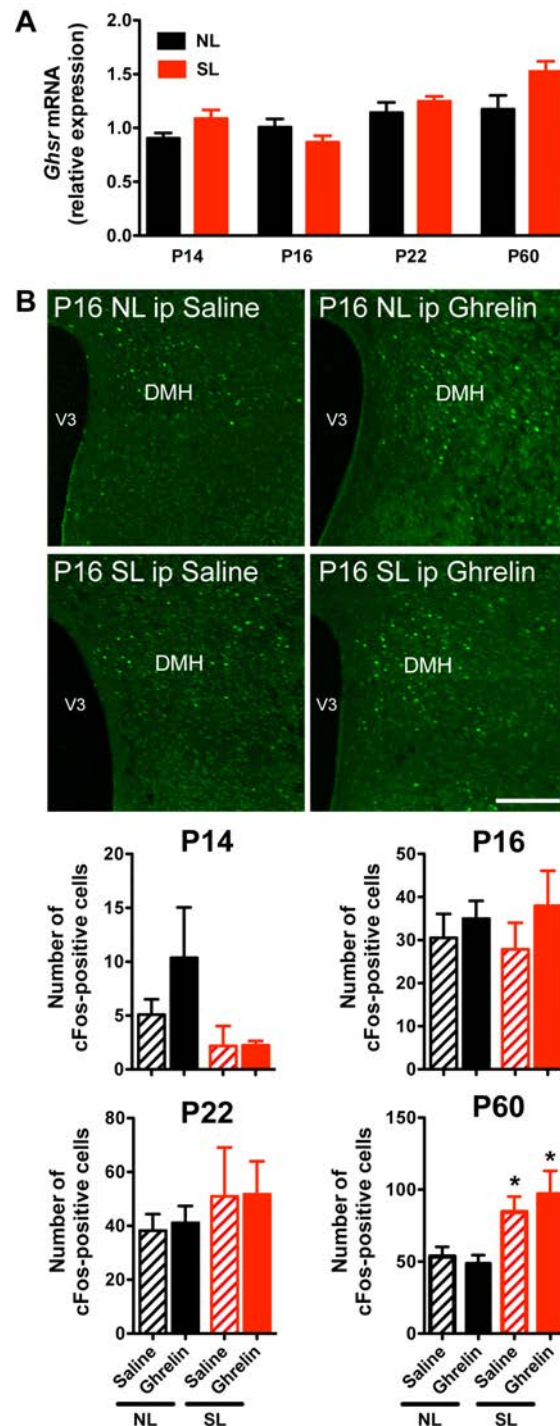 A
NL
SL
Ghsr mRNA
(relative expression)
2.0
1.5
1.0
0.5
0.0
P14
P16
P22
P60
B
P16 NL ip Saline
DMH
V3
P16 NL ip Ghrelin
DMH
V3
P16 SL ip Saline
DMH
V3
P16 SL ip Ghrelin
DMH
V3
P14
Number of
cFos-positive cells
20
15
10
5
0
P16
Number of
cFos-positive cells
50
40
30
20
10
0
P22
Number of
cFos-positive cells
80
60
40
20
0
Saline
Ghrelin
Saline
Ghrelin
NL
SL
P60
Number of
cFos-positive cells
150
100
50
0
*
*
Saline
Ghrelin
Saline
Ghrelin
NL
SL